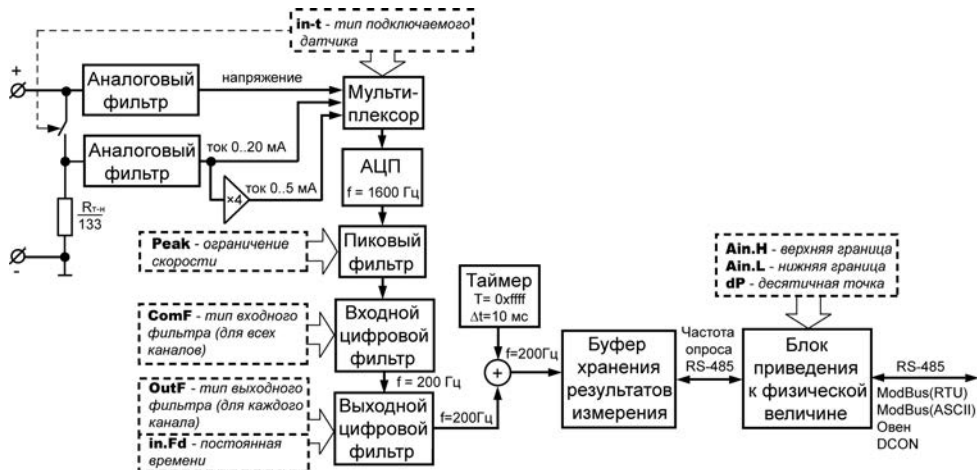 in-t - тип подключаемого
датчика
+
Аналоговый
фильтр
напряжение
Мульти-
плексор
Аналоговый
фильтр
ток 0..20 мА
×4
ток 0..5 мА
АЦП
f = 1600 Гц
Rт-н
133
-
Peak - ограничение
скорости
Пиковый
фильтр
ComF - тип входного
фильтра (для всех
каналов)
Входной
цифровой
фильтр
f = 200 Гц
OutF - тип выходного
фильтра (для каждого
канала)
in.Fd - постоянная
времени
Выходной
цифровой
фильтр
f=200Гц
Таймер
T= 0xffff
Δt=10 мс
+
f=200Гц
Буфер
хранения
результатов
измерения
Частота
опроса
RS-485
Ain.H - верхняя граница
Ain.L - нижняя граница
dP - десятичная точка
Блок
приведения
к физической
величине
RS-485
ModBus(RTU)
ModBus(ASCII)
Овен
DCON